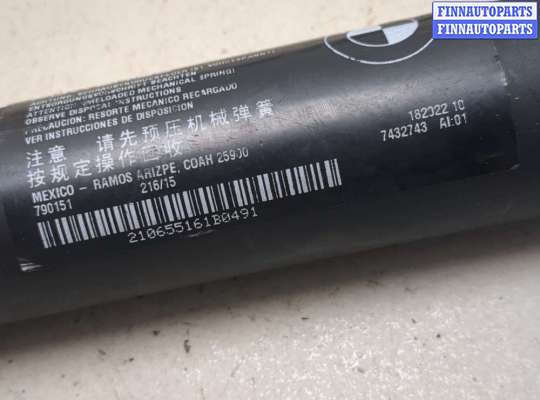 FINNAUTOPARTS
FINNAUTOPARTS
INSTRUCTIONS
PRECAUCION: RESORTE MECANICO RECARGADO
VER INSTRUCCIONES DE DISPOSICION
注意 请先预压机械弹簧
按规定操作回收
MEXICO - RAMOS ARIZPE, COAH 25900
790151 216/15
210655161B0491
182322 10
7432743 AI:01